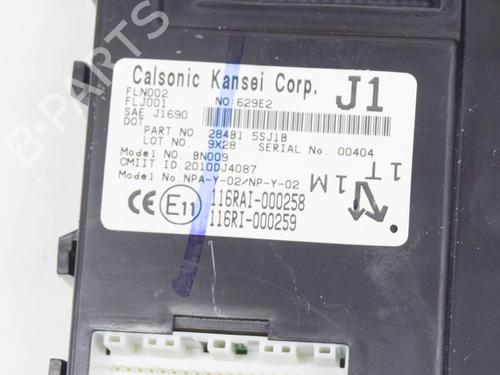 Calsonic Kansei Corp. J1
FLN002
FLJ001 NO:629E2
SAE J1690
DOT
PART NO. 284B1 5SJ1B
LOT NO. 9X28 SERIAL No. 00404
Model No. BN009
CMIIT ID:2010DJ4087
Model No.NPA-Y-02/NP-Y-02
1T
1M
CE E11 116RAI-000258
116RI-000259
B-PARTS